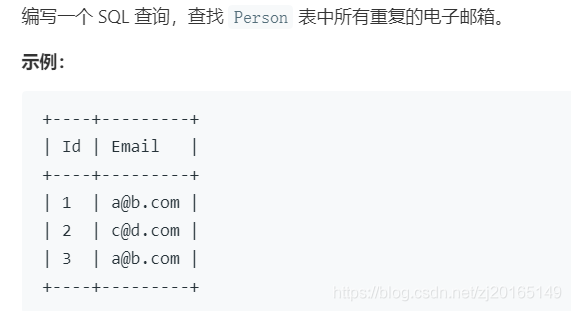 编写一个 SQL 查询，查找 Person 表中所有重复的电子邮箱。
示例：
+----+---------+
| Id | Email   |
+----+---------+
| 1  | a@b.com |
| 2  | c@d.com |
| 3  | a@b.com |
+----+---------+
https://blog.csdn.net/zj20165149